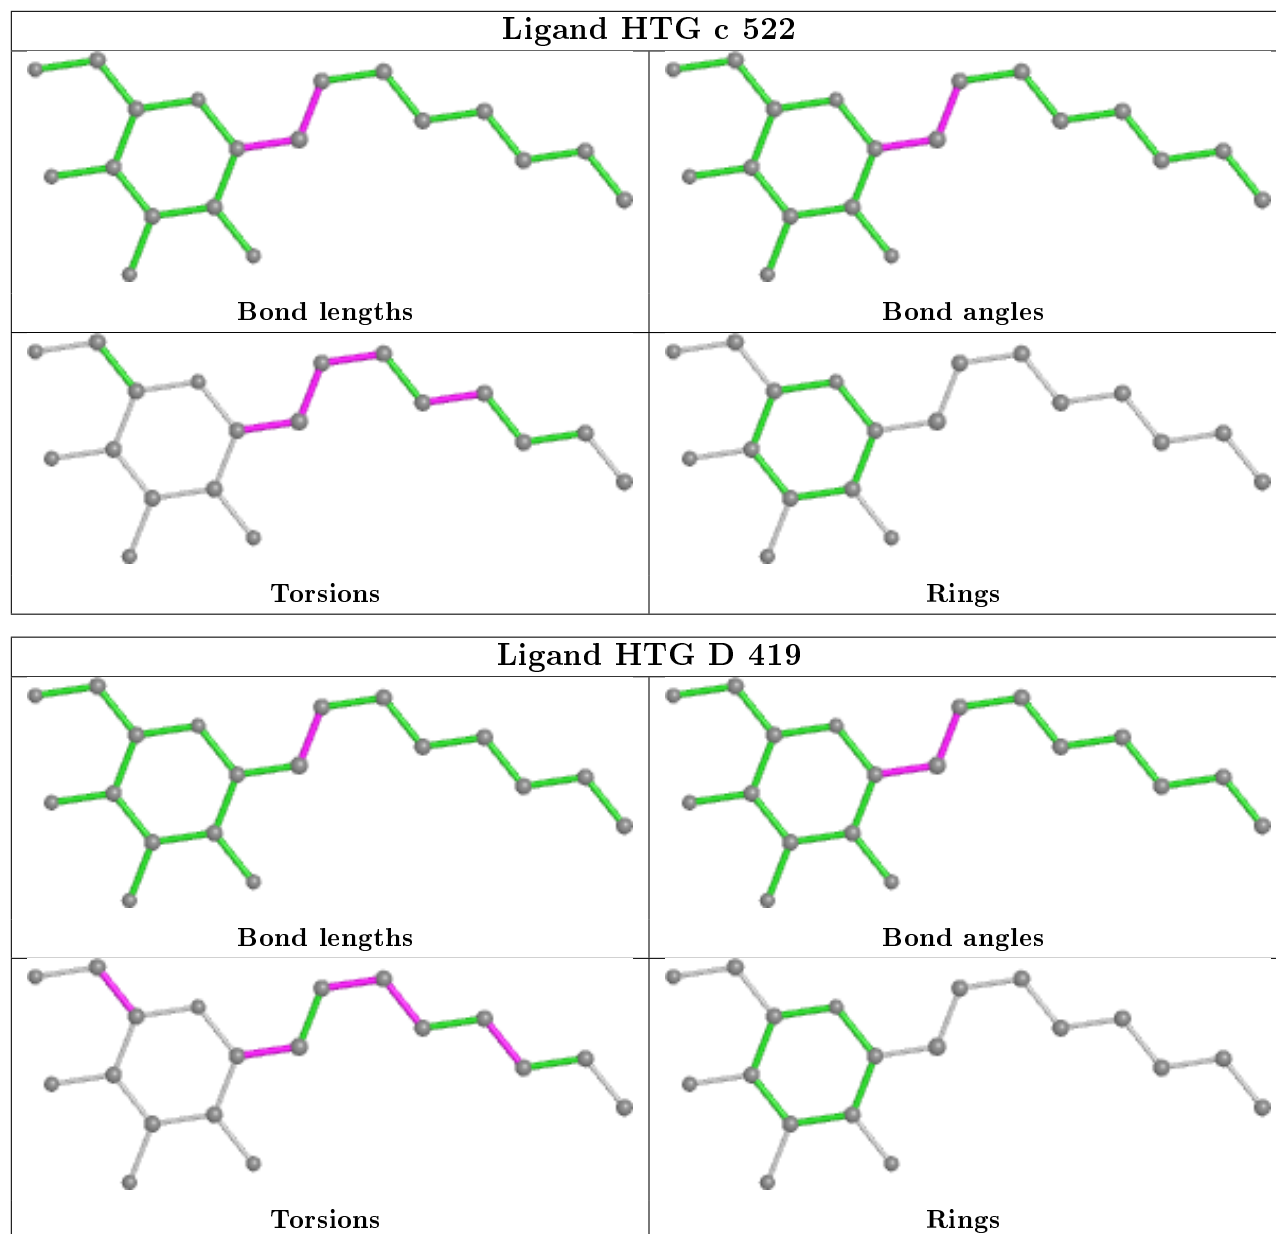 Ligand HTG c 522
Bond lengths
Bond angles
Torsions
Rings
Ligand HTG D 419
Bond lengths
Bond angles
Torsions
Rings